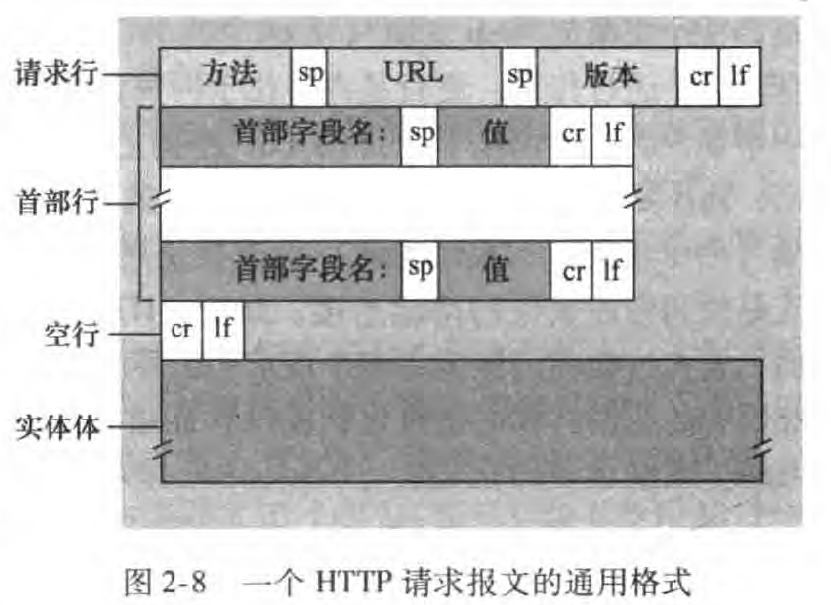 请求行 方法 sp URL sp 版本 cr lf
首部字段名: sp 值 cr lf
首部行
首部字段名: sp 值 cr lf
空行 cr lf
实体体
图 2-8 一个 HTTP 请求报文的通用格式